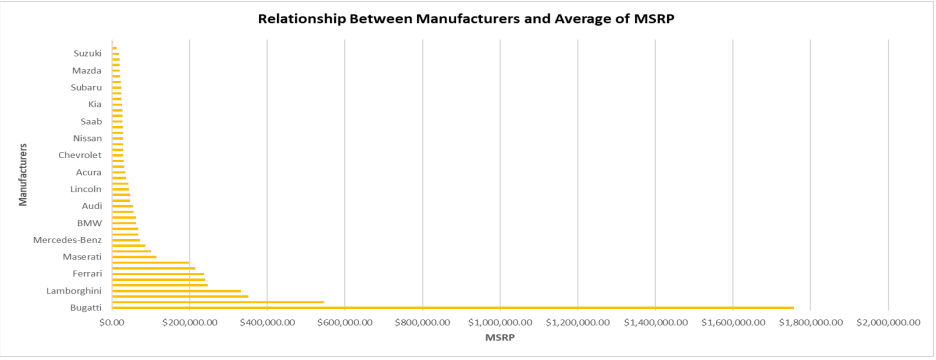 Relationship Between Manufacturers and Average of MSRP
Manufacturers
Suzuki
Mazda
Subaru
Kia
Saab
Nissan
Chevrolet
Acura
Lincoln
Audi
BMW
Mercedes-Benz
Maserati
Ferrari
Lamborghini
Bugatti
$0.00 $200,000.00 $400,000.00 $600,000.00 $800,000.00 $1,000,000.00 $1,200,000.00 $1,400,000.00 $1,600,000.00 $1,800,000.00 $2,000,000.00
MSRP